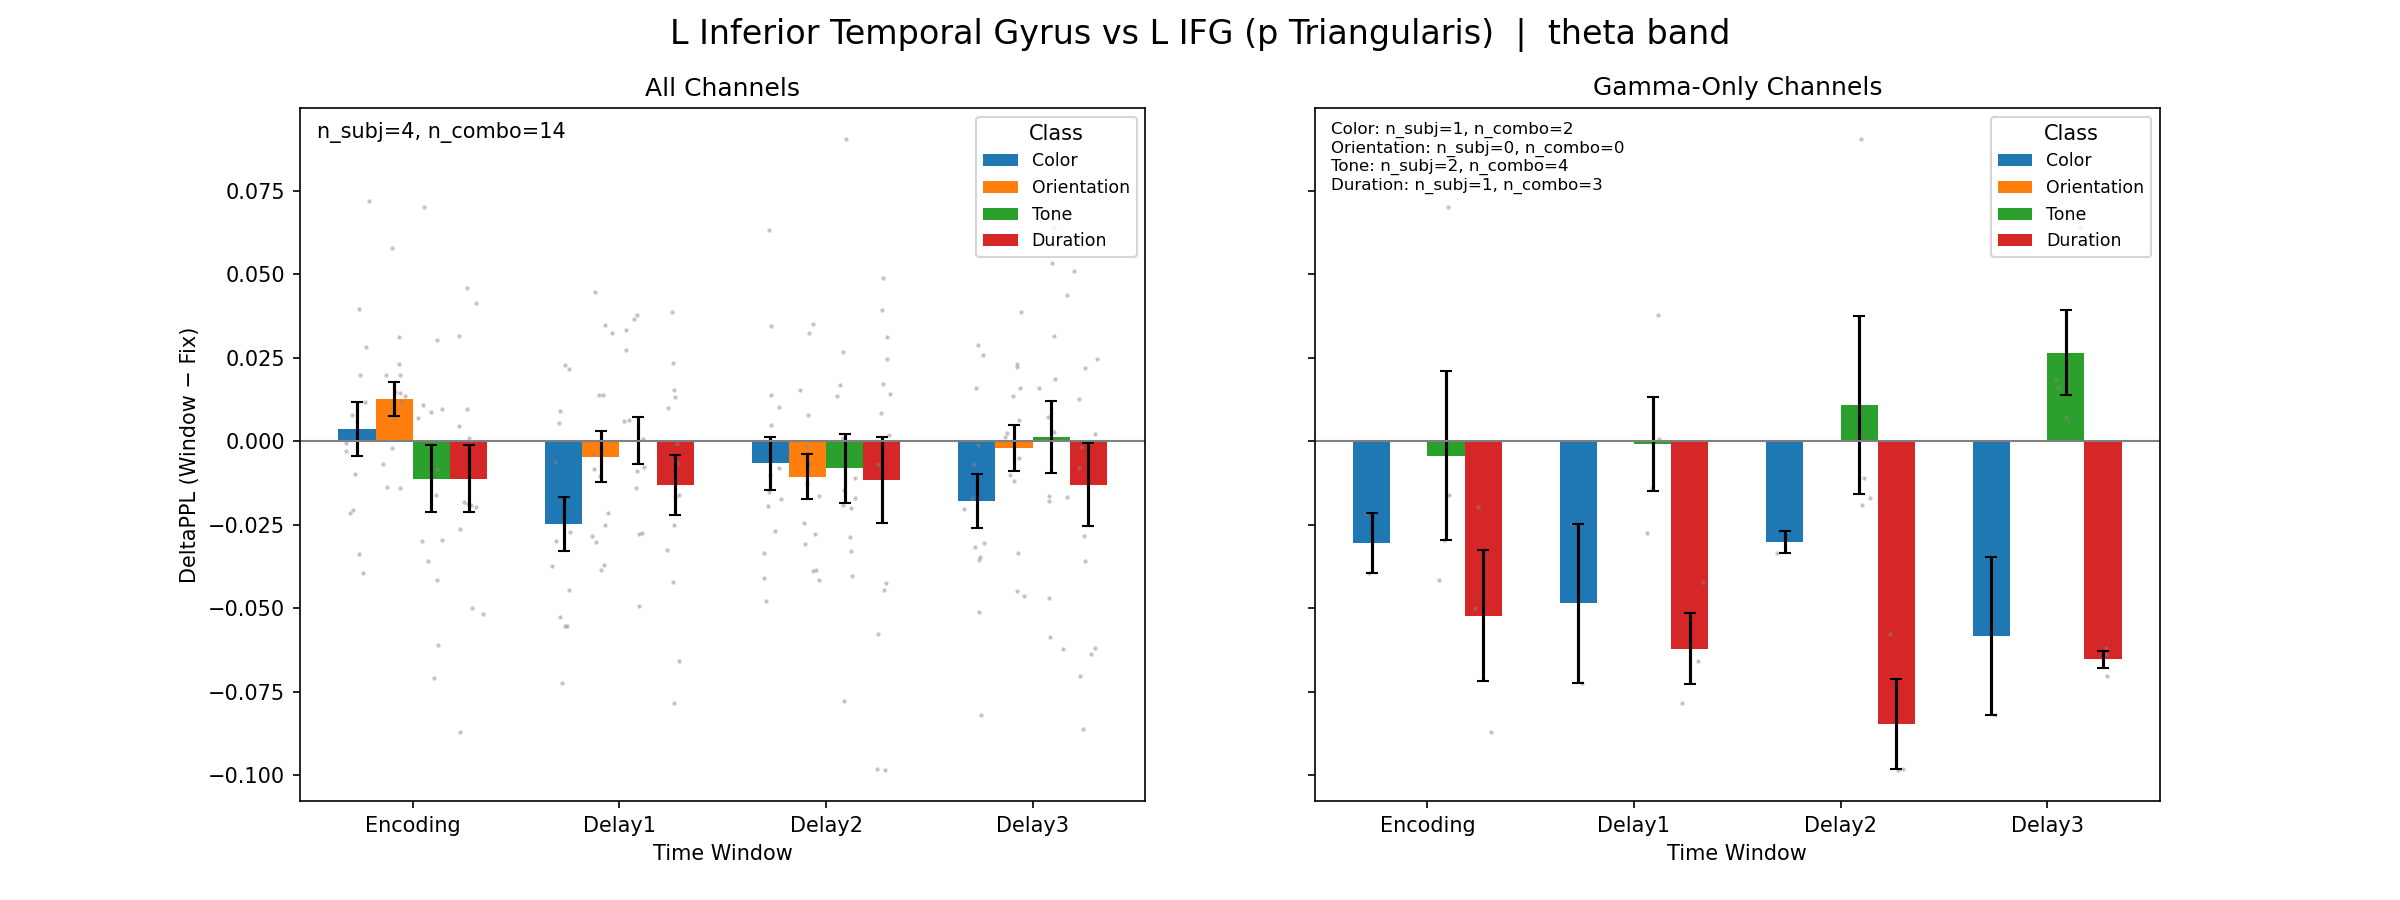 L Inferior Temporal Gyrus vs L IFG (p Triangularis)  |  theta band
All Channels
n_subj=4, n_combo=14
Class
Color
Orientation
Tone
Duration
DeltaPPL (Window − Fix)
0.075
0.050
0.025
0.000
−0.025
−0.050
−0.075
−0.100
Encoding
Delay1
Delay2
Delay3
Time Window
Gamma-Only Channels
Color: n_subj=1, n_combo=2
Orientation: n_subj=0, n_combo=0
Tone: n_subj=2, n_combo=4
Duration: n_subj=1, n_combo=3
Class
Color
Orientation
Tone
Duration
Encoding
Delay1
Delay2
Delay3
Time Window